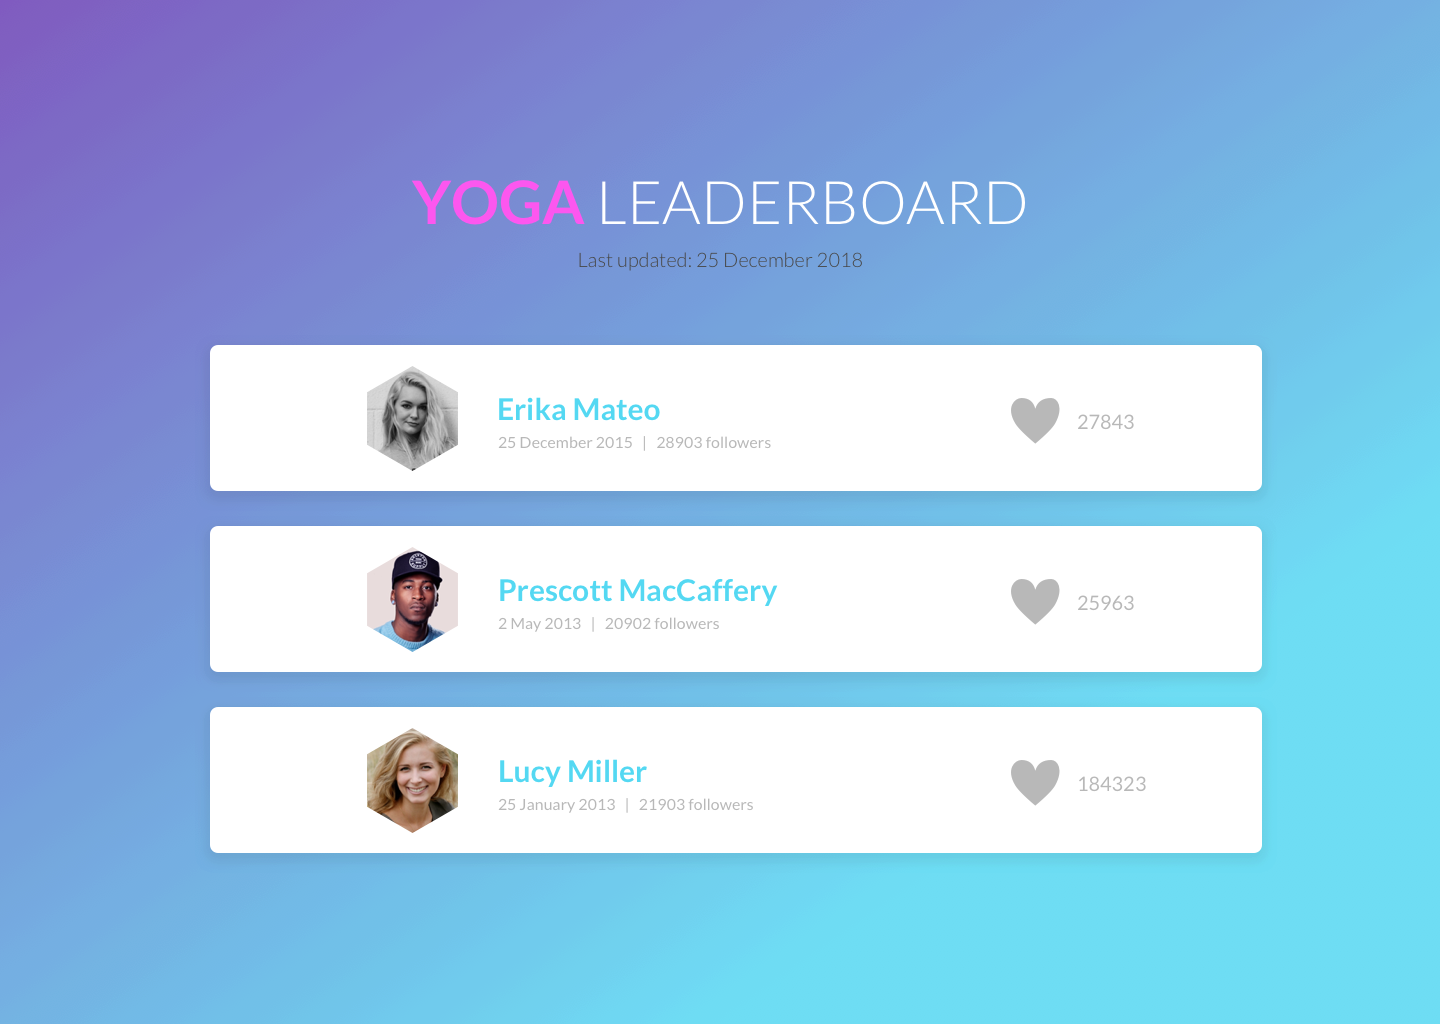 YOGA LEADERBOARD
Last updated: 25 December 2018
Erika Mateo
25 December 2015 | 28903 followers
27843
Prescott MacCaffery
2 May 2013 | 20902 followers
25963
Lucy Miller
25 January 2013 | 21903 followers
184323